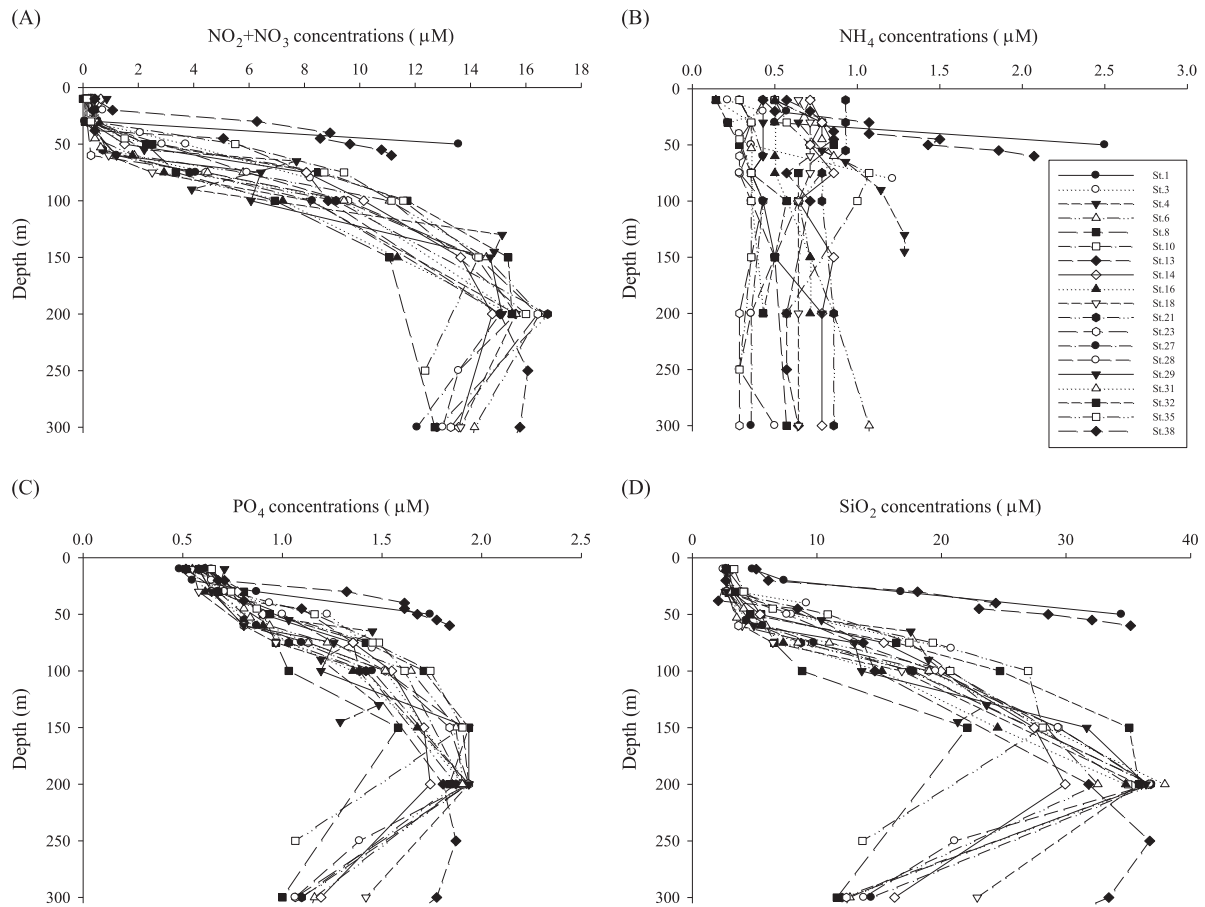 (A)
NO2+NO3 concentrations ( µM)
0 2 4 6 8 10 12 14 16 18
0
50
100
150
200
250
300
Depth (m)
(B)
NH4 concentrations ( µM)
0.0 0.5 1.0 1.5 2.0 2.5 3.0
0
50
100
150
200
250
300
Depth (m)
St.1
St.3
St.4
St.6
St.8
St.10
St.13
St.14
St.16
St.18
St.21
St.23
St.27
St.28
St.29
St.31
St.32
St.35
St.38
(C)
PO4 concentrations ( µM)
0.0 0.5 1.0 1.5 2.0 2.5
0
50
100
150
200
250
300
Depth (m)
(D)
SiO2 concentrations ( µM)
0 10 20 30 40
0
50
100
150
200
250
300
Depth (m)